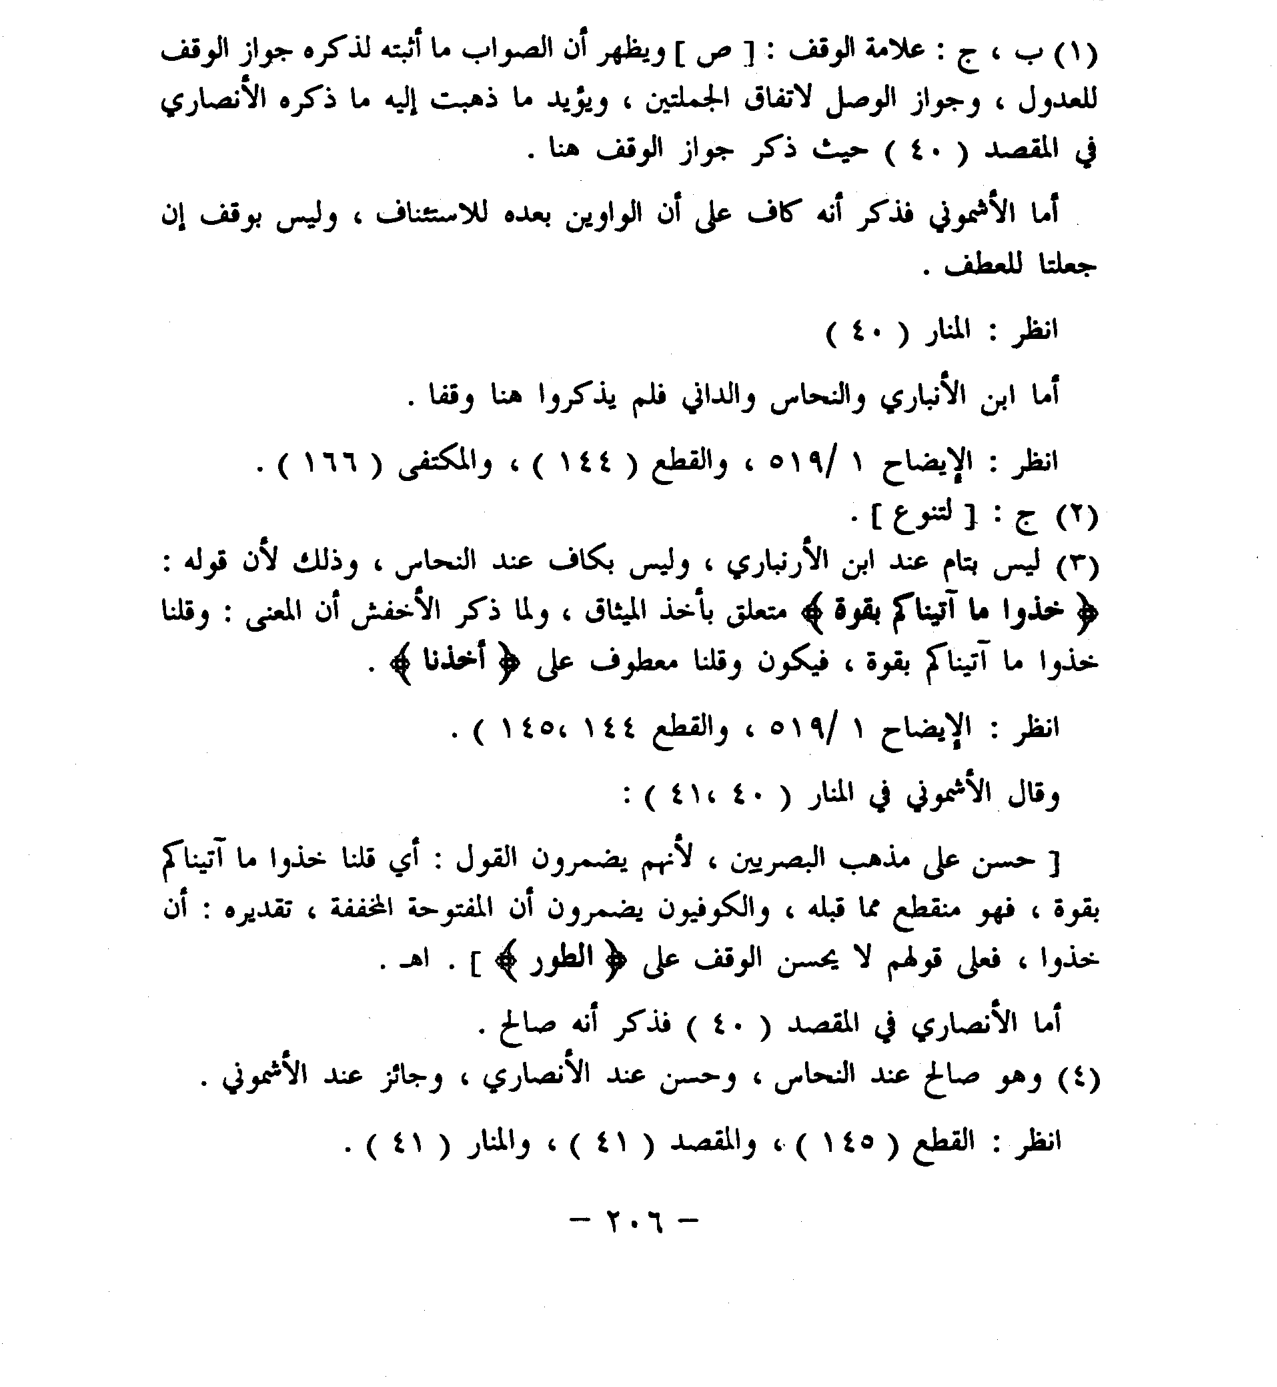 (١) ب ، ج : علامة الوقف : [ ص ] ويظهر أن الصواب ما أثبته لذكره جواز الوقف
للعدول ، وجواز الوصل لاتفاق الجملتين ، ويؤيد ما ذهبت إليه ما ذكره الأنصاري
في المقصد ( ٤٠ ) حيث ذكر جواز الوقف هنا .
أما الأشموني فذكر أنه كاف على أن الواوين بعده للاستئناف ، وليس بوقف إن
جعلتا للعطف .
انظر : المنار ( ٤٠ )
أما ابن الأنباري والنحاس والداني فلم يذكروا هنا وقفا .
انظر : الإيضاح ١ /٥١٩ ، والقطع ( ١٤٤ ) ، والمكتفى ( ١٦٦ ) .
(٢) ج : [ لتنوع ] .
(٣) ليس بتام عند ابن الأرنباري ، وليس بكاف عند النحاس ، وذلك لأن قوله :
﴿ خذوا ما آتيناكم بقوة ﴾ متعلق بأخذ الميثاق ، ولما ذكر الأخفش أن المعنى : وقلنا
خذوا ما آتيناكم بقوة ، فيكون وقلنا معطوف على ﴿ أخذنا ﴾ .
انظر : الإيضاح ١ /٥١٩ ، والقطع ١٤٤ ،١٤٥ ) .
وقال الأشموني في المنار ( ٤٠ ،٤١ ) :
[ حسن على مذهب البصريين ، لأنهم يضمرون القول : أي قلنا خذوا ما آتيناكم
بقوة ، فهو منقطع مما قبله ، والكوفيون يضمرون أن المفتوحة المخففة ، تقديره : أن
خذوا ، فعلى قولهم لا يحسن الوقف على ﴿ الطور ﴾ ] . اهـ .
أما الأنصاري في المقصد ( ٤٠ ) فذكر أنه صالح .
(٤) وهو صالح عند النحاس ، وحسن عند الأنصاري ، وجائز عند الأشموني .
انظر : القطع ( ١٤٥ ) ، والمقصد ( ٤١ ) ، والمنار ( ٤١ ) .
– ٢٠٦ –